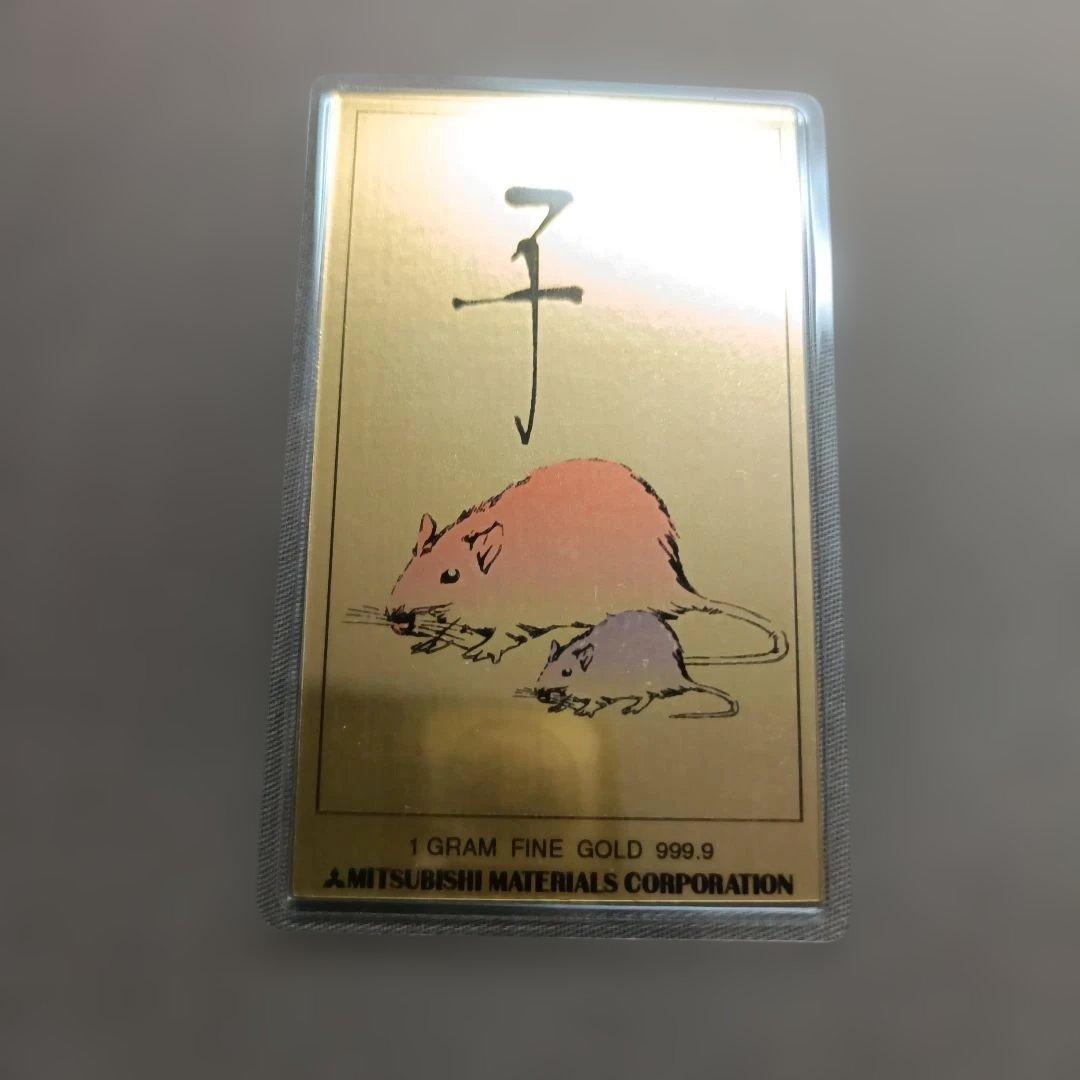 子
1 GRAM FINE GOLD 999.9
MITSUBISHI MATERIALS CORPORATION